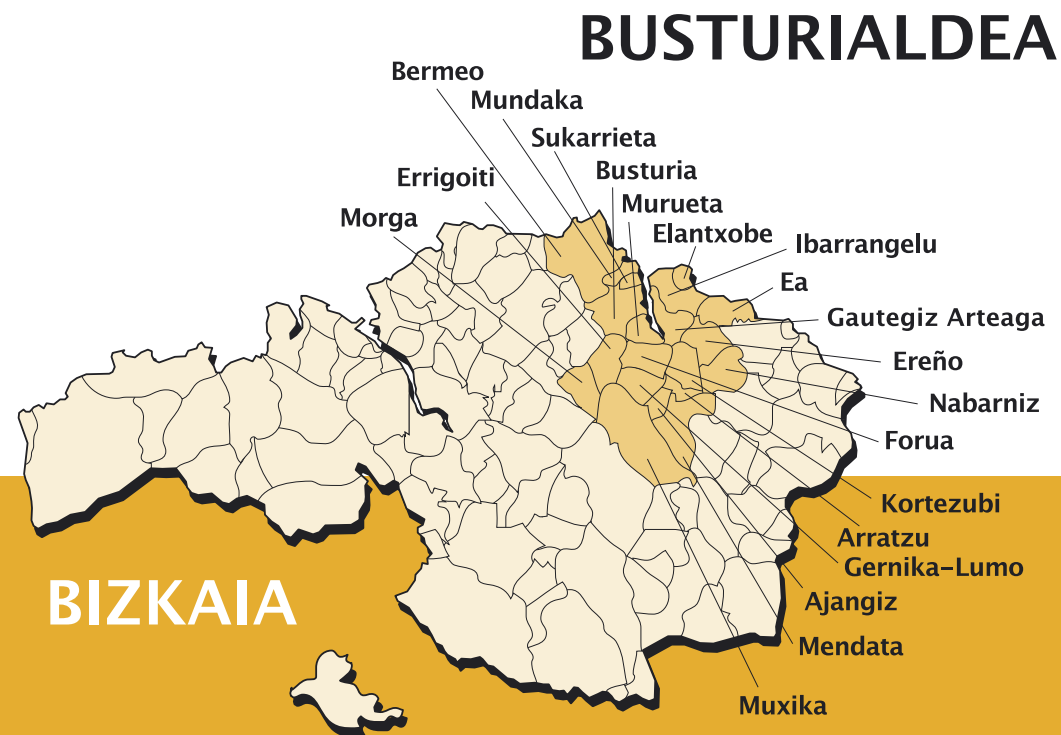 BUSTURIALDEA
Bermeo
Mundaka
Sukarrieta
Busturia
Errigoiti
Murueta
Morga
Elantxobe
Ibarrangelu
Ea
Gautegiz Arteaga
Ereño
Nabarniz
Forua
Kortezubi
Arratzu
Gernika-Lumo
BIZKAIA
Ajangiz
Mendata
Muxika